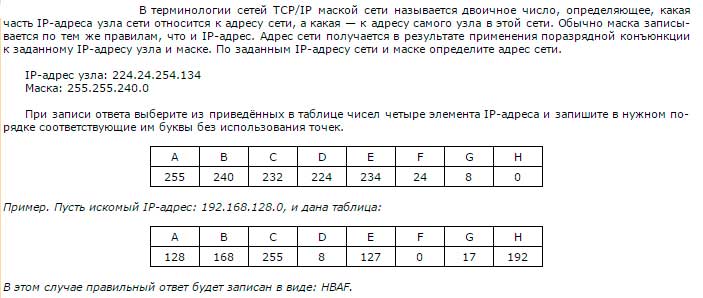 В терминологии сетей TCP/IP маской сети называется двоичное число, определяющее, какая
часть IP-адреса узла сети относится к адресу сети, а какая — к адресу самого узла в этой сети. Обычно маска записы-
вается по тем же правилам, что и IP-адрес. Адрес сети получается в результате применения поразрядной конъюнкции
к заданному IP-адресу узла и маске. По заданным IP-адресу сети и маске определите адрес сети.
IP-адрес узла: 224.24.254.134
Маска: 255.255.240.0
При записи ответа выберите из приведённых в таблице чисел четыре элемента IP-адреса и запишите в нужном по-
рядке соответствующие им буквы без использования точек.
A B C D E F G H
255 240 232 224 234 24 8 0
Пример. Пусть искомый IP-адрес: 192.168.128.0, и дана таблица:
A B C D E F G H
128 168 255 8 127 0 17 192
В этом случае правильный ответ будет записан в виде: HBAF.